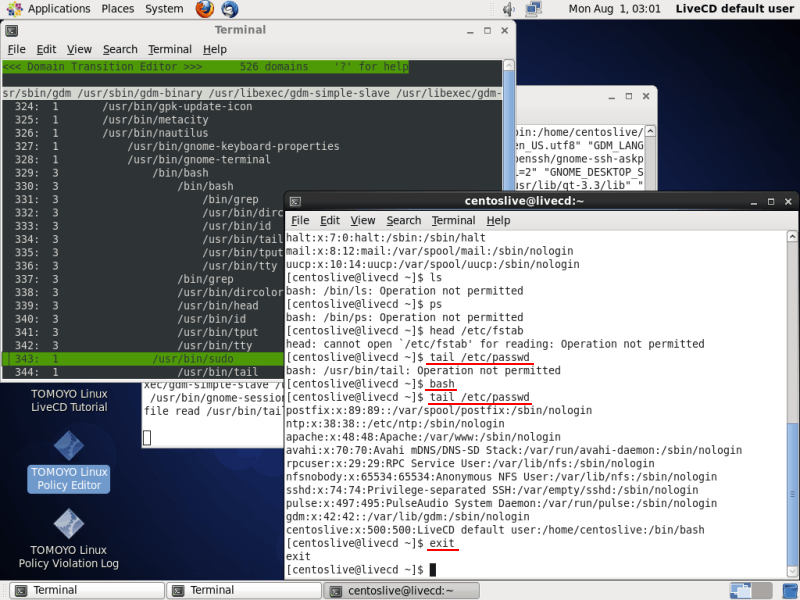 Applications Places System Mon Aug 1, 03:01 LiveCD default user
Terminal
File Edit View Search Terminal Help
<<< Domain Transition Editor >>> 526 domains '?' for help
sr/sbin/gdm /usr/sbin/gdm-binary /usr/libexec/gdm-simple-slave /usr/libexec/gdm-
324: 1 /usr/bin/gpk-update-icon
325: 1 /usr/bin/metacity
326: 1 /usr/bin/nautilus
327: 1 /usr/bin/gnome-keyboard-properties
328: 1 /usr/bin/gnome-terminal
329: 3 /bin/bash
330: 3 /bin/bash
331: 3 /bin/grep
332: 3 /usr/bin/dirc
333: 3 /usr/bin/id
334: 3 /usr/bin/tail
335: 3 /usr/bin/tput
336: 3 /usr/bin/tty
337: 3 /bin/grep
338: 3 /usr/bin/dircolor
339: 3 /usr/bin/head
340: 3 /usr/bin/id
341: 3 /usr/bin/tput
342: 3 /usr/bin/tty
343: 1 /usr/bin/sudo
344: 1 /usr/bin/tail
bin:/home/centoslive/
en_US.utf8" "GDM_LANG
penssh/gnome-ssh-askp
L=2" "GNOME_DESKTOP_S
usr/lib/qt-3.3/lib" "
xec/gdm-simple-slave /
/usr/bin/gnome-session
file read /usr/bin/tail
TOMOYO Linux
LiveCD Tutorial
TOMOYO Linux
Policy Editor
TOMOYO Linux
Policy Violation Log
centoslive@livecd:~
File Edit View Search Terminal Help
halt:x:7:0:halt:/sbin:/sbin/halt
mail:x:8:12:mail:/var/spool/mail:/sbin/nologin
uucp:x:10:14:uucp:/var/spool/uucp:/sbin/nologin
[centoslive@livecd ~]$ ls
bash: /bin/ls: Operation not permitted
[centoslive@livecd ~]$ ps
bash: /bin/ps: Operation not permitted
[centoslive@livecd ~]$ head /etc/fstab
head: cannot open `/etc/fstab' for reading: Operation not permitted
[centoslive@livecd ~]$ tail /etc/passwd
bash: /usr/bin/tail: Operation not permitted
[centoslive@livecd ~]$ bash
[centoslive@livecd ~]$ tail /etc/passwd
postfix:x:89:89::/var/spool/postfix:/sbin/nologin
ntp:x:38:38::/etc/ntp:/sbin/nologin
apache:x:48:48:Apache:/var/www:/sbin/nologin
avahi:x:70:70:Avahi mDNS/DNS-SD Stack:/var/run/avahi-daemon:/sbin/nologin
rpcuser:x:29:29:RPC Service User:/var/lib/nfs:/sbin/nologin
nfsnobody:x:65534:65534:Anonymous NFS User:/var/lib/nfs:/sbin/nologin
sshd:x:74:74:Privilege-separated SSH:/var/empty/sshd:/sbin/nologin
pulse:x:497:495:PulseAudio System Daemon:/var/run/pulse:/sbin/nologin
gdm:x:42:42::/var/lib/gdm:/sbin/nologin
centoslive:x:500:500:LiveCD default user:/home/centoslive:/bin/bash
[centoslive@livecd ~]$ exit
exit
[centoslive@livecd ~]$
Terminal Terminal centoslive@livecd:~